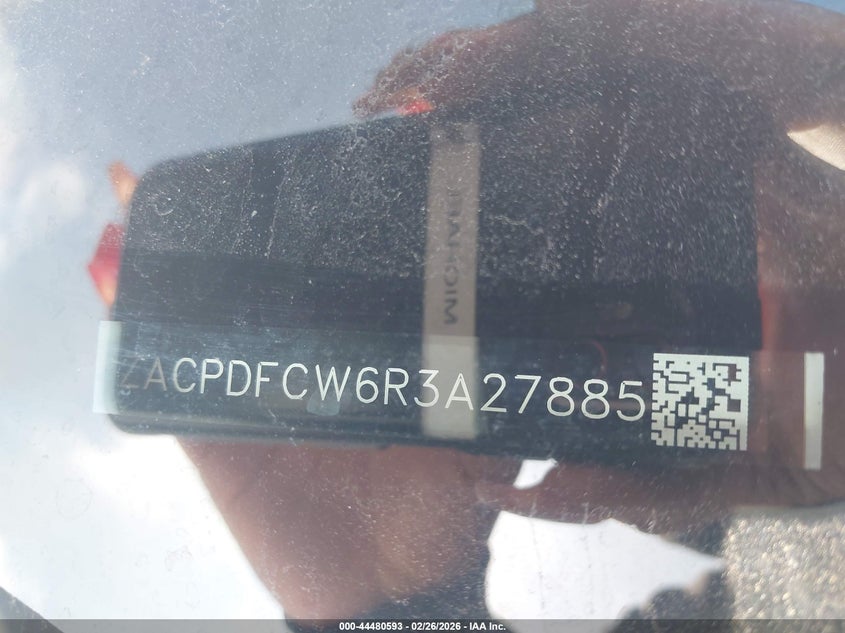 ZACPDFCW6R3A27885
000-44480593 - 02/26/2026 - IAA Inc.